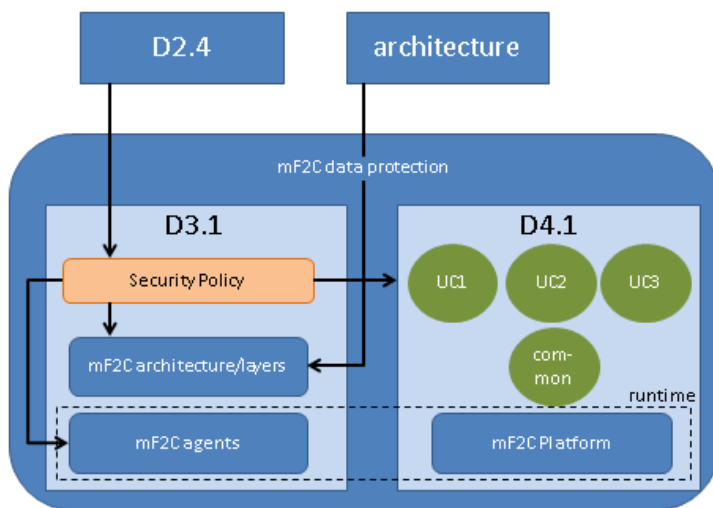 D2.4
architecture
mF2C data protection
D3.1
D4.1
Security Policy
UC1
UC2
UC3
mF2C architecture/layers
com-
mon
runtime
mF2C agents
mF2C Platform